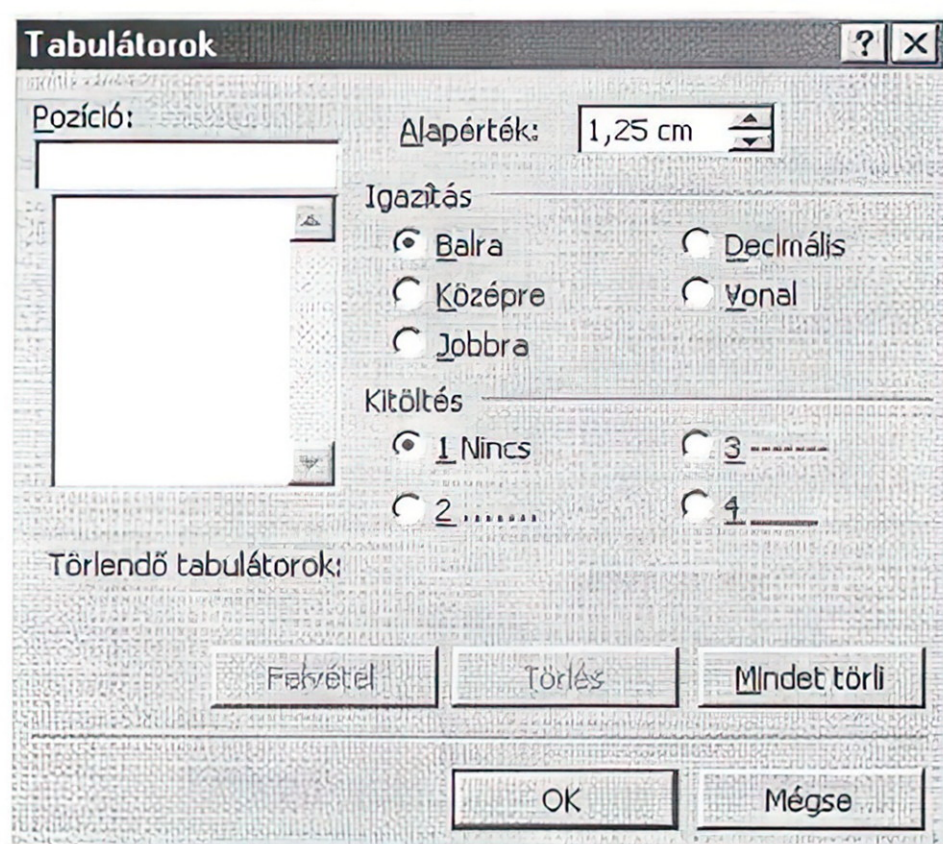 Tabulátorok
Pozíció:
Alapérték: 1,25 cm
Igazítás
Balra
Decimális
Középre
Vonal
Jobbra
Kitöltés
1 Nincs
3 -------
2 .......
4 ____
Törlendő tabulátorok:
Felvétel
Törlés
Mindet törli
OK
Mégse